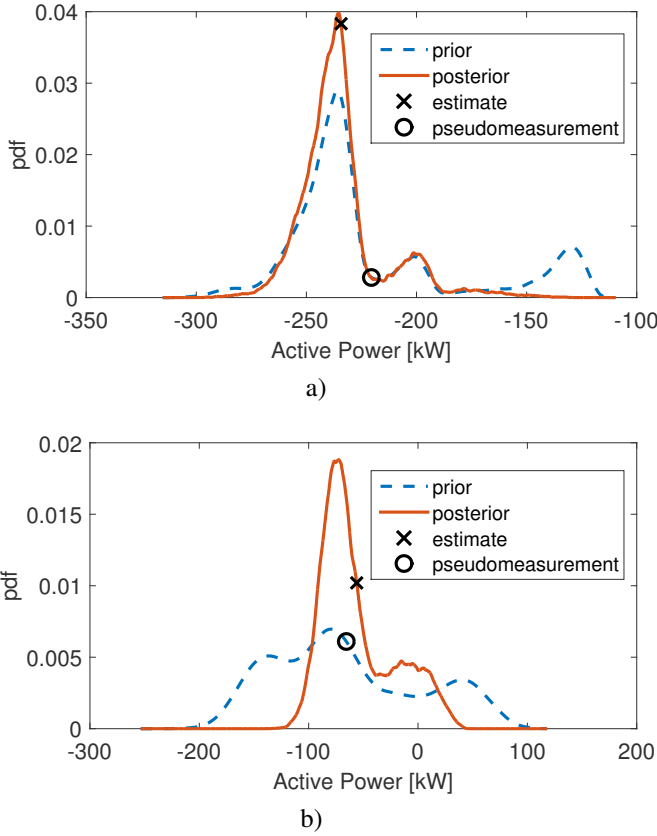 0.04
0.03
0.02
0.01
0
pdf
prior
posterior
estimate
pseudomeasurement
-350 -300 -250 -200 -150 -100
Active Power [kW]
a)
0.02
0.015
0.01
0.005
0
pdf
prior
posterior
estimate
pseudomeasurement
-300 -200 -100 0 100 200
Active Power [kW]
b)